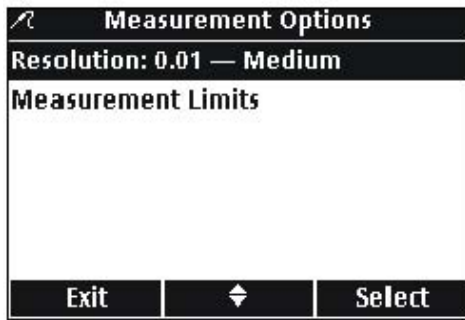 Measurement Options
Resolution: 0.01 — Medium
Measurement Limits
Exit Select